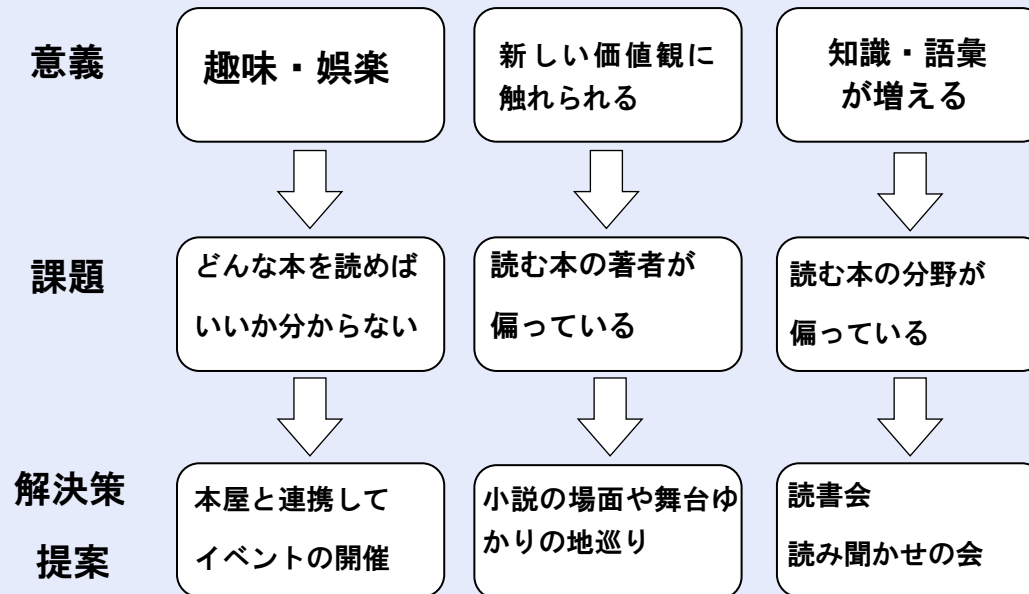 意義
趣味・娯楽
新しい価値観に
触れられる
知識・語彙
が増える
課題
どんな本を読めば
いいか分からない
読む本の著者が
偏っている
読む本の分野が
偏っている
解決策
提案
本屋と連携して
イベントの開催
小説の場面や舞台ゆ
かりの地巡り
読書会
読み聞かせの会